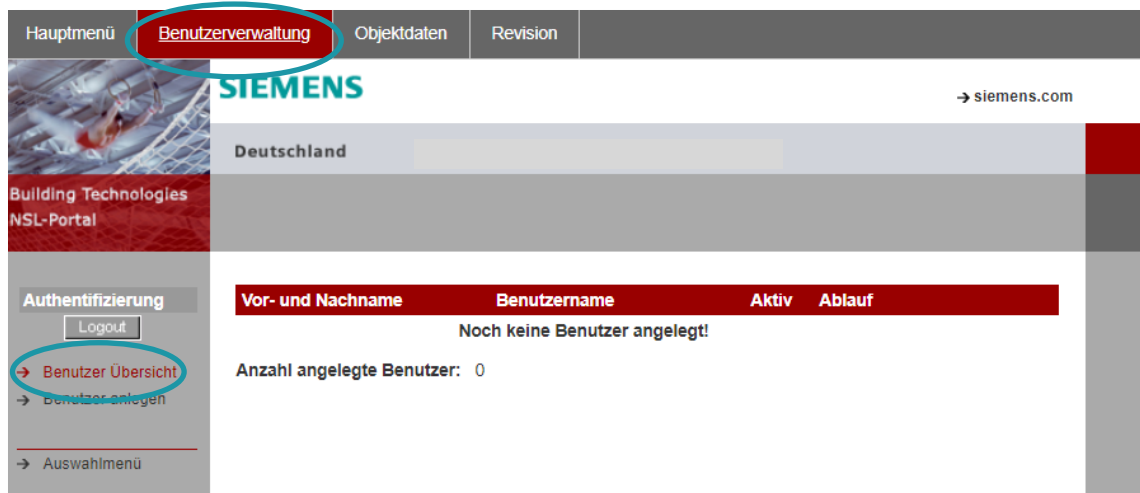 Hauptmenü Benutzerverwaltung Objektdaten Revision
SIEMENS
→ siemens.com
Deutschland
Building Technologies
NSL-Portal
Authentifizierung
Logout
→ Benutzer Übersicht
→ Benutzer anlegen
→ Auswahlmenü
Vor- und Nachname Benutzername Aktiv Ablauf
Noch keine Benutzer angelegt!
Anzahl angelegte Benutzer: 0